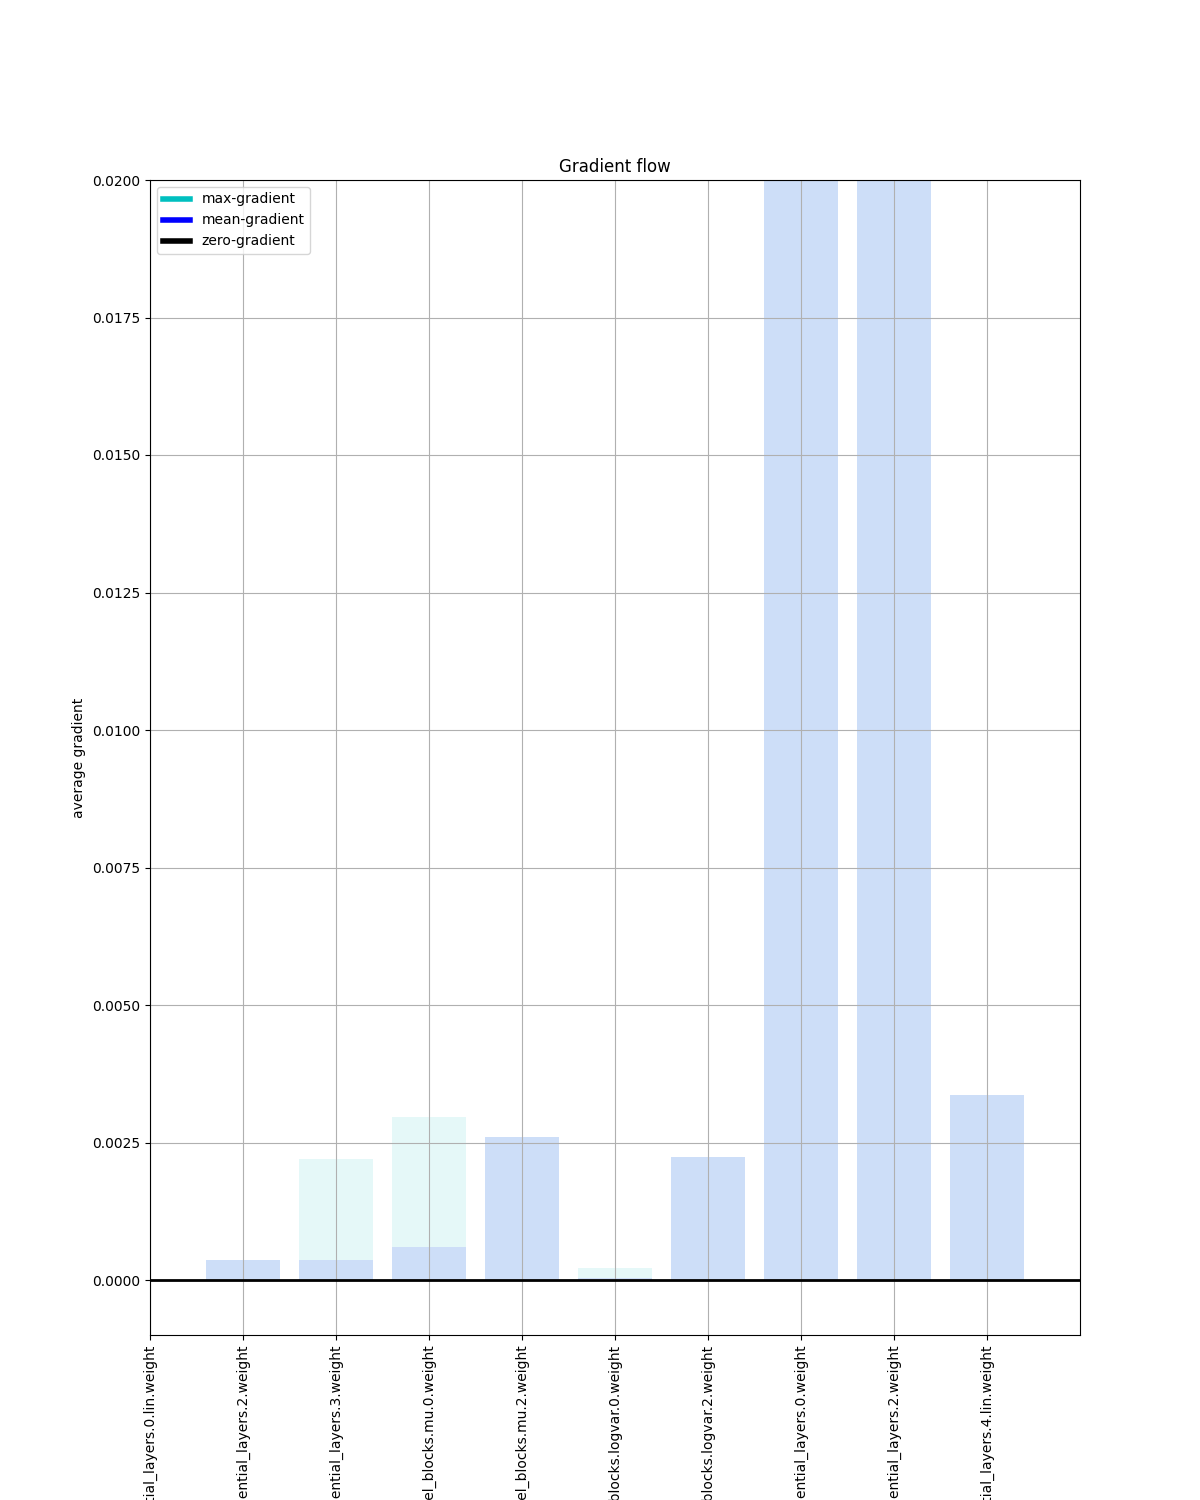 Gradient flow
max-gradient
mean-gradient
zero-gradient
0.0200
0.0175
0.0150
0.0125
0.0100
0.0075
0.0050
0.0025
0.0000
average gradient
tial_layers.0.lin.weight
ential_layers.2.weight
ential_layers.3.weight
el_blocks.mu.0.weight
el_blocks.mu.2.weight
blocks.logvar.0.weight
blocks.logvar.2.weight
ential_layers.0.weight
ential_layers.2.weight
tial_layers.4.lin.weight